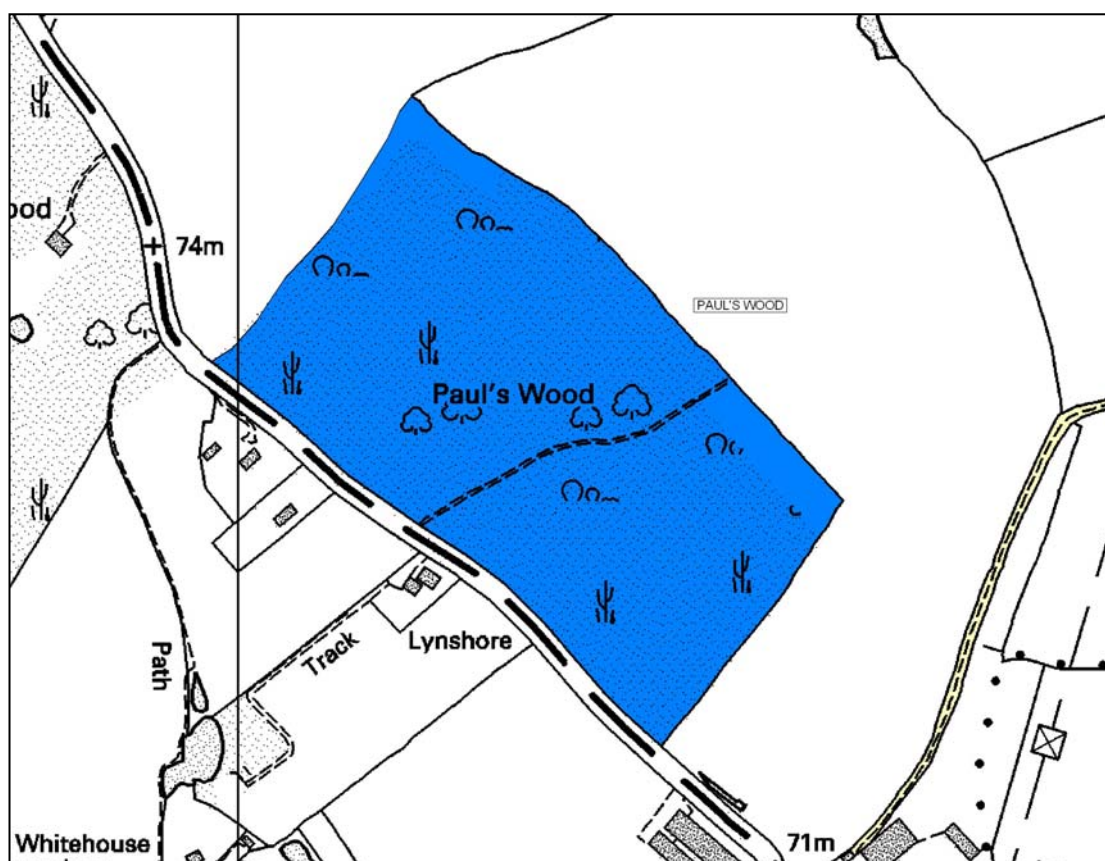 ood
74m
PAUL'S WOOD
Paul's Wood
Path
Track
Lynshore
Whitehouse
71m